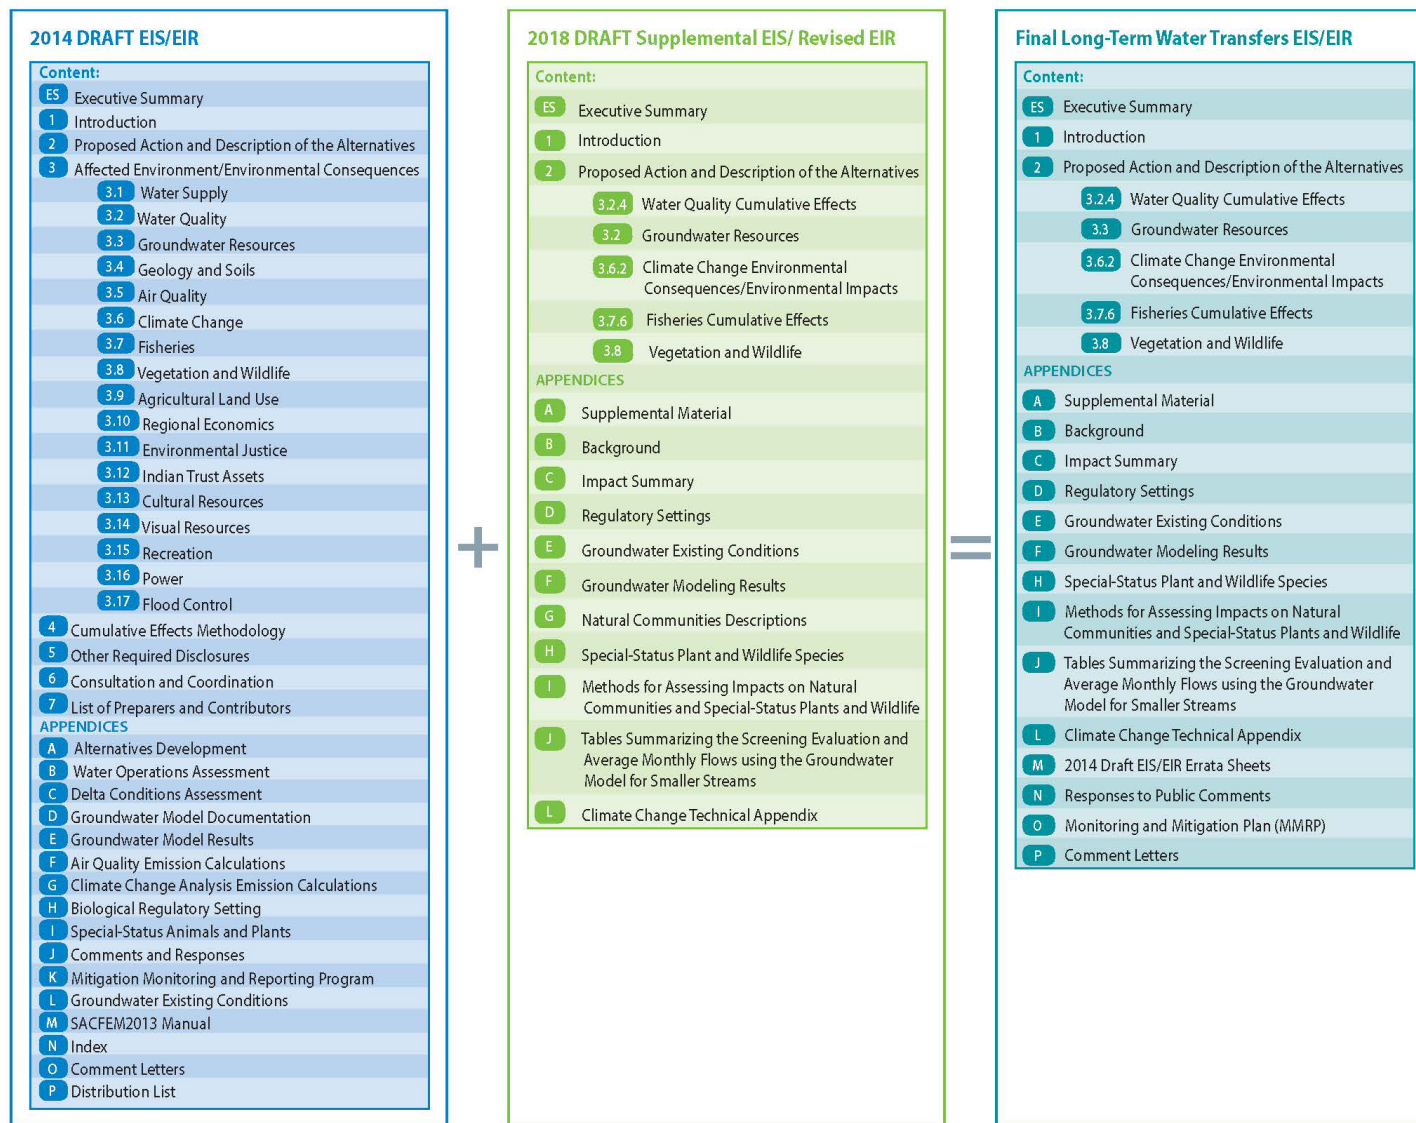 2014 DRAFT EIS/EIR
Content:
ES Executive Summary
1 Introduction
2 Proposed Action and Description of the Alternatives
3 Affected Environment/Environmental Consequences
3.1 Water Supply
3.2 Water Quality
3.3 Groundwater Resources
3.4 Geology and Soils
3.5 Air Quality
3.6 Climate Change
3.7 Fisheries
3.8 Vegetation and Wildlife
3.9 Agricultural Land Use
3.10 Regional Economics
3.11 Environmental Justice
3.12 Indian Trust Assets
3.13 Cultural Resources
3.14 Visual Resources
3.15 Recreation
3.16 Power
3.17 Flood Control
4 Cumulative Effects Methodology
5 Other Required Disclosures
6 Consultation and Coordination
7 List of Preparers and Contributors
APPENDICES
A Alternatives Development
B Water Operations Assessment
C Delta Conditions Assessment
D Groundwater Model Documentation
E Groundwater Model Results
F Air Quality Emission Calculations
G Climate Change Analysis Emission Calculations
H Biological Regulatory Setting
I Special-Status Animals and Plants
J Comments and Responses
K Mitigation Monitoring and Reporting Program
L Groundwater Existing Conditions
M SACFEM2013 Manual
N Index
O Comment Letters
P Distribution List
+
2018 DRAFT Supplemental EIS/ Revised EIR
Content:
ES Executive Summary
1 Introduction
2 Proposed Action and Description of the Alternatives
3.2.4 Water Quality Cumulative Effects
3.2 Groundwater Resources
3.6.2 Climate Change Environmental
Consequences/Environmental Impacts
3.7.6 Fisheries Cumulative Effects
3.8 Vegetation and Wildlife
APPENDICES
A Supplemental Material
B Background
C Impact Summary
D Regulatory Settings
E Groundwater Existing Conditions
F Groundwater Modeling Results
G Natural Communities Descriptions
H Special-Status Plant and Wildlife Species
I Methods for Assessing Impacts on Natural
Communities and Special-Status Plants and Wildlife
J Tables Summarizing the Screening Evaluation and
Average Monthly Flows using the Groundwater
Model for Smaller Streams
L Climate Change Technical Appendix
=
Final Long-Term Water Transfers EIS/EIR
Content:
ES Executive Summary
1 Introduction
2 Proposed Action and Description of the Alternatives
3.2.4 Water Quality Cumulative Effects
3.3 Groundwater Resources
3.6.2 Climate Change Environmental
Consequences/Environmental Impacts
3.7.6 Fisheries Cumulative Effects
3.8 Vegetation and Wildlife
APPENDICES
A Supplemental Material
B Background
C Impact Summary
D Regulatory Settings
E Groundwater Existing Conditions
F Groundwater Modeling Results
H Special-Status Plant and Wildlife Species
I Methods for Assessing Impacts on Natural
Communities and Special-Status Plants and Wildlife
J Tables Summarizing the Screening Evaluation and
Average Monthly Flows using the Groundwater
Model for Smaller Streams
L Climate Change Technical Appendix
M 2014 Draft EIS/EIR Errata Sheets
N Responses to Public Comments
O Monitoring and Mitigation Plan (MMRP)
P Comment Letters